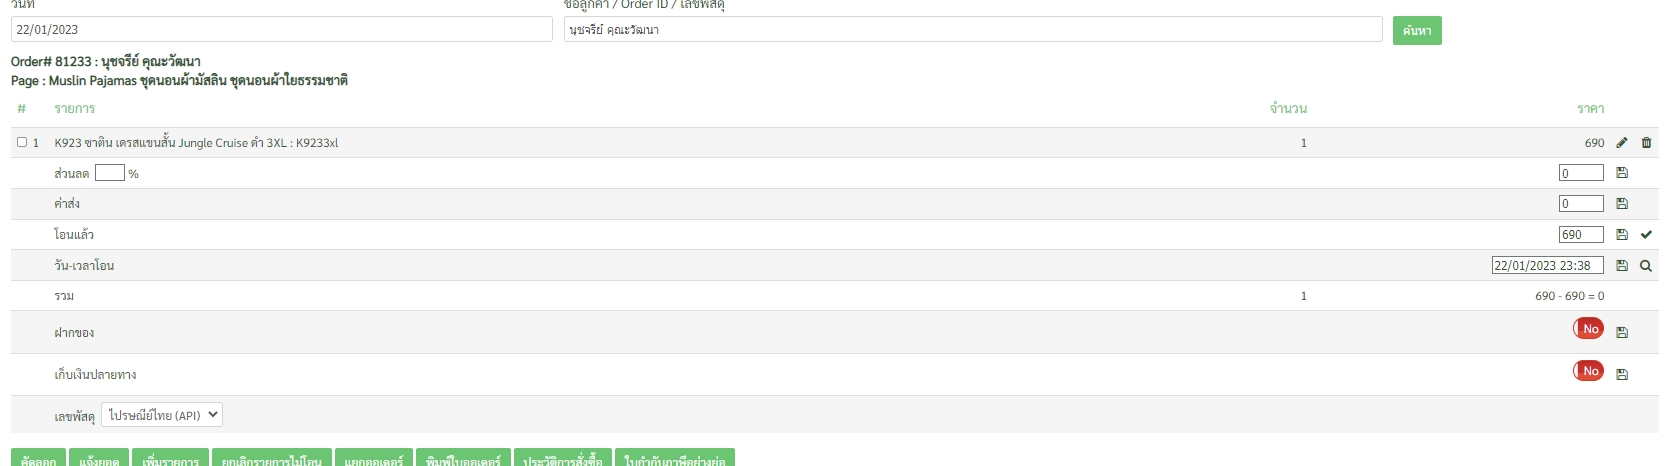 วันที่ ชื่อลูกค้า / Order ID / เลขพัสดุ
22/01/2023 นุชจรีย์ คุณะวัฒนา ค้นหา
Order# 81233 : นุชจรีย์ คุณะวัฒนา
Page : Muslin Pajamas ชุดนอนผ้ามัสลิน ชุดนอนผ้าใยธรรมชาติ
# รายการ จำนวน ราคา
1 K923 ซาติน เดรสแขนสั้น Jungle Cruise ดำ 3XL : K9233xl 1 690
ส่วนลด % 0
ค่าส่ง 0
โอนแล้ว 690
วัน-เวลาโอน 22/01/2023 23:38
รวม 1 690 - 690 = 0
ฝากของ No
เก็บเงินปลายทาง No
เลขพัสดุ ไปรษณีย์ไทย (API)
คัดลอก แจ้งยอด เพิ่มรายการ ยกเลิกรายการไม่โอน แยกออเดอร์ พิมพ์ใบออเดอร์ ประวัติการสั่งซื้อ ใบกำกับภาษีอย่างย่อ